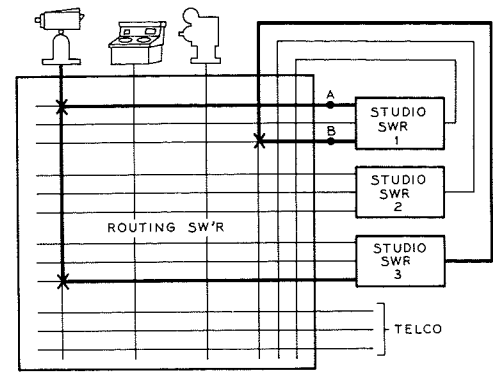 A
STUDIO
SWR
1
B
STUDIO
SWR
2
ROUTING SW'R
STUDIO
SWR
3
TELCO